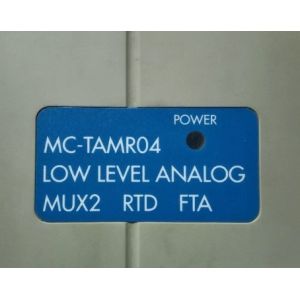 POWER
MC-TAMR04
LOW LEVEL ANALOG
MUX2 RTD FTA